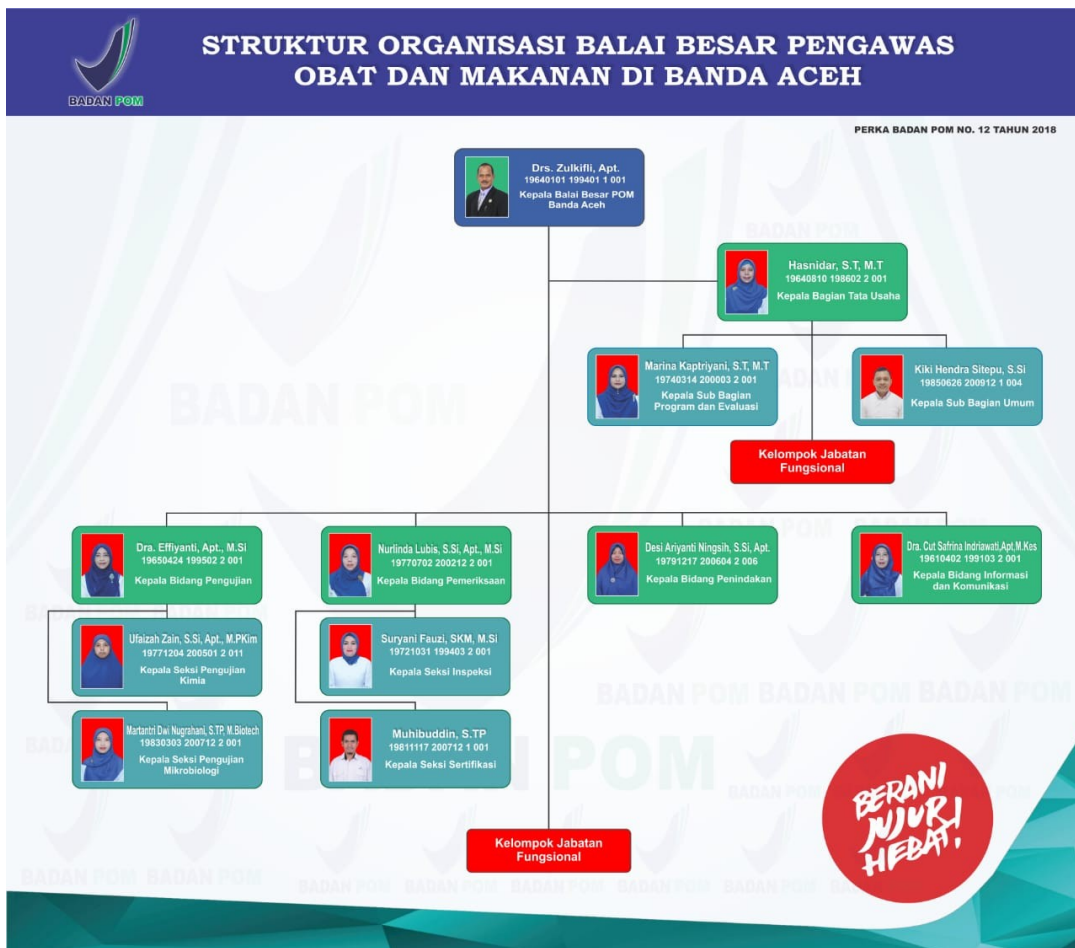 STRUKTUR ORGANISASI BALAI BESAR PENGAWAS
OBAT DAN MAKANAN DI BANDA ACEH
BADAN POM
PERKA BADAN POM NO. 12 TAHUN 2018
Drs. Zulkifli, Apt.
19640101 199401 1 001
Kepala Balai Besar POM
Banda Aceh
Hasnidar, S.T, M.T
19640810 198602 2 001
Kepala Bagian Tata Usaha
Marina Kaptriyani, S.T, M.T
19740314 200003 2 001
Kepala Sub Bagian
Program dan Evaluasi
Kiki Hendra Sitepu, S.Si
19850626 200912 1 004
Kepala Sub Bagian Umum
Kelompok Jabatan
Fungsional
Dra. Effiyanti, Apt., M.Si
19650424 199502 2 001
Kepala Bidang Pengujian
Nurlinda Lubis, S.Si, Apt., M.Si
19770702 200212 2 001
Kepala Bidang Pemeriksaan
Desi Ariyanti Ningsih, S.Si, Apt.
19791217 200604 2 006
Kepala Bidang Penindakan
Dra. Cut Safrina Indriawati,Apt,M.Kes
19610402 199103 2 001
Kepala Bidang Informasi
dan Komunikasi
Ufaizah Zain, S.Si, Apt., M.PKim
19771204 200501 2 011
Kepala Seksi Pengujian
Kimia
Suryani Fauzi, SKM, M.Si
19721031 199403 2 001
Kepala Seksi Inspeksi
Martantri Dwi Nugrahani, S.TP, M.Biotech
19830303 200712 2 001
Kepala Seksi Pengujian
Mikrobiologi
Muhibuddin, S.TP
19811117 200712 1 001
Kepala Seksi Sertifikasi
Kelompok Jabatan
Fungsional
BERANI
JUJUR
HEBAT!